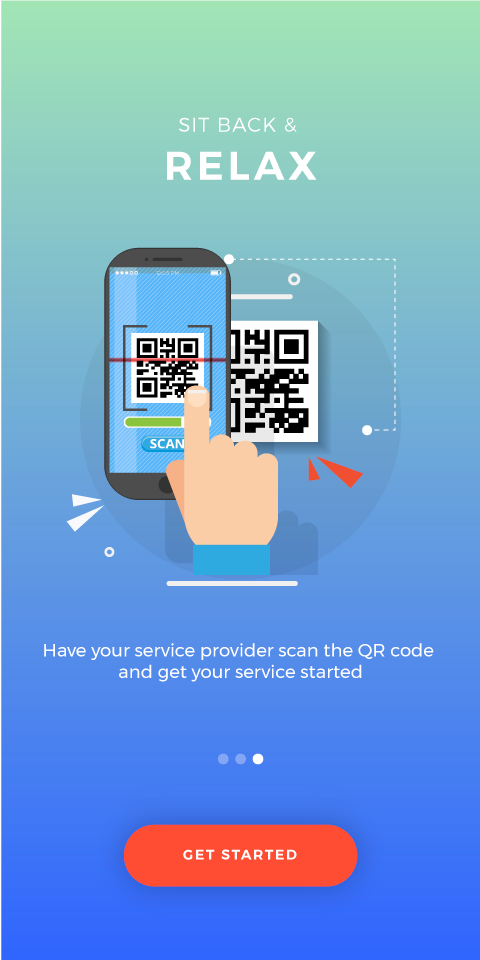 SIT BACK &
RELAX
SCAN
Have your service provider scan the QR code
and get your service started
GET STARTED